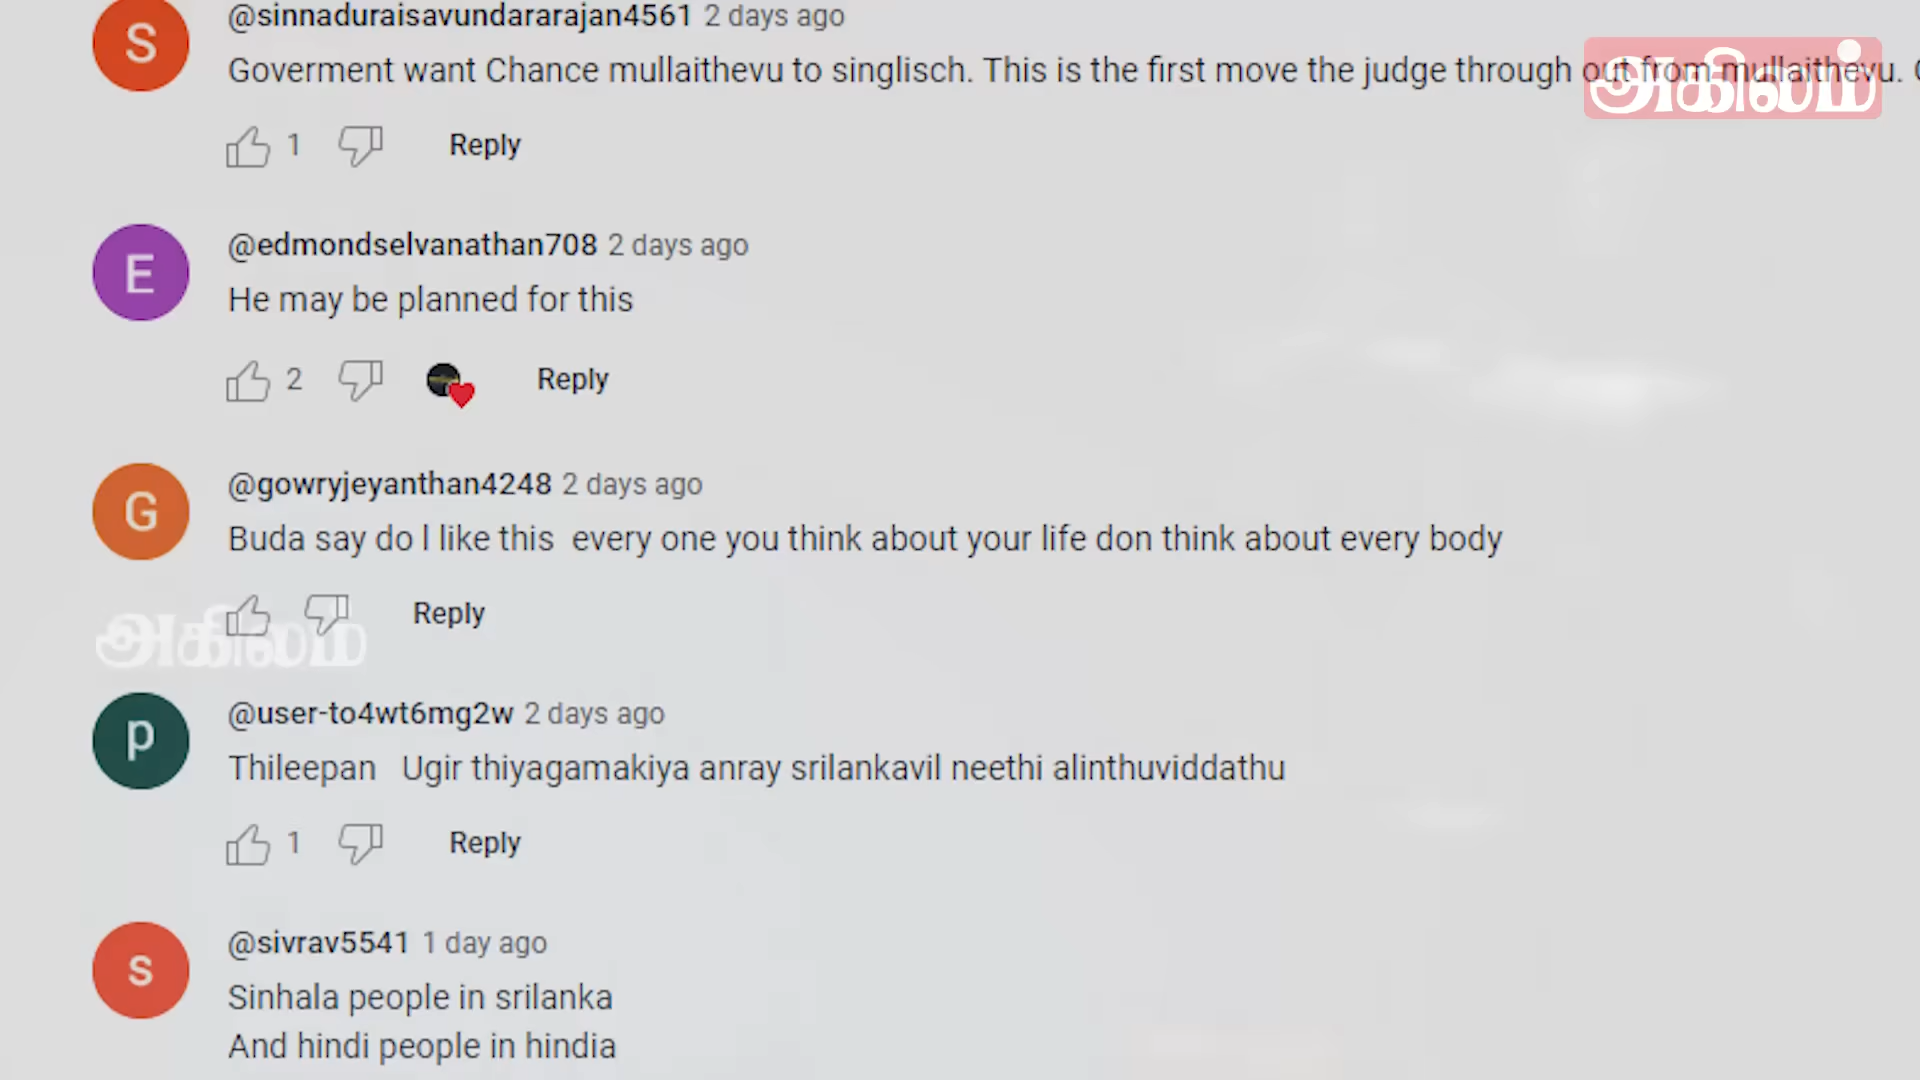 S
@sinnaduraisavundararajan4561 2 days ago
Goverment want Chance mullaithevu to singlisch. This is the first move the judge through out from mullaithevu.
அகிலம்
1 Reply
E
@edmondselvanathan708 2 days ago
He may be planned for this
2 Reply
G
@gowryjeyanthan4248 2 days ago
Buda say do l like this every one you think about your life don think about every body
Reply
அகிலம்
p
@user-to4wt6mg2w 2 days ago
Thileepan Ugir thiyagamakiya anray srilankavil neethi alinthuviddathu
1 Reply
s
@sivrav5541 1 day ago
Sinhala people in srilanka
And hindi people in hindia